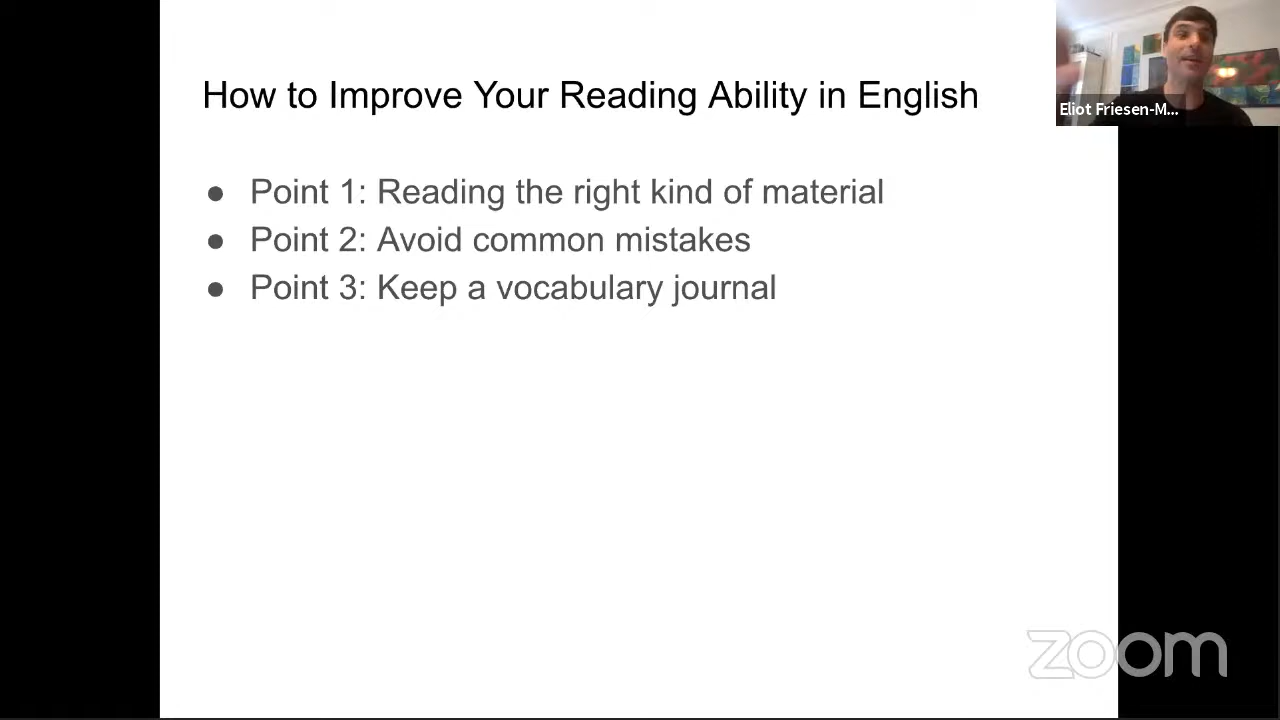 How to Improve Your Reading Ability in English
● Point 1: Reading the right kind of material
● Point 2: Avoid common mistakes
● Point 3: Keep a vocabulary journal
Eliot Friesen-M...
zoom